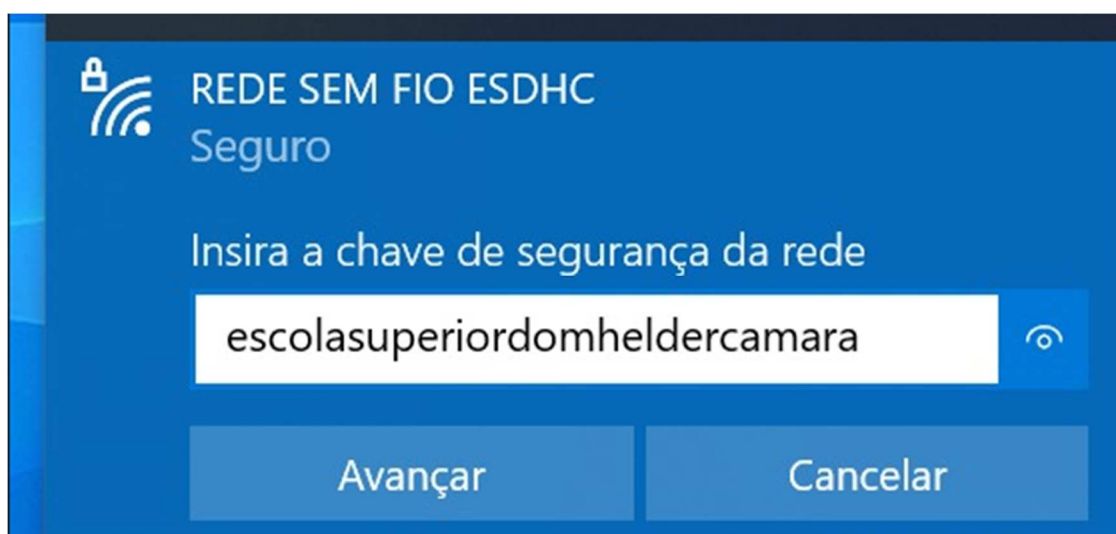 REDE SEM FIO ESDHC
Seguro
Insira a chave de segurança da rede
escolasuperiordomheldercamara
Avançar
Cancelar